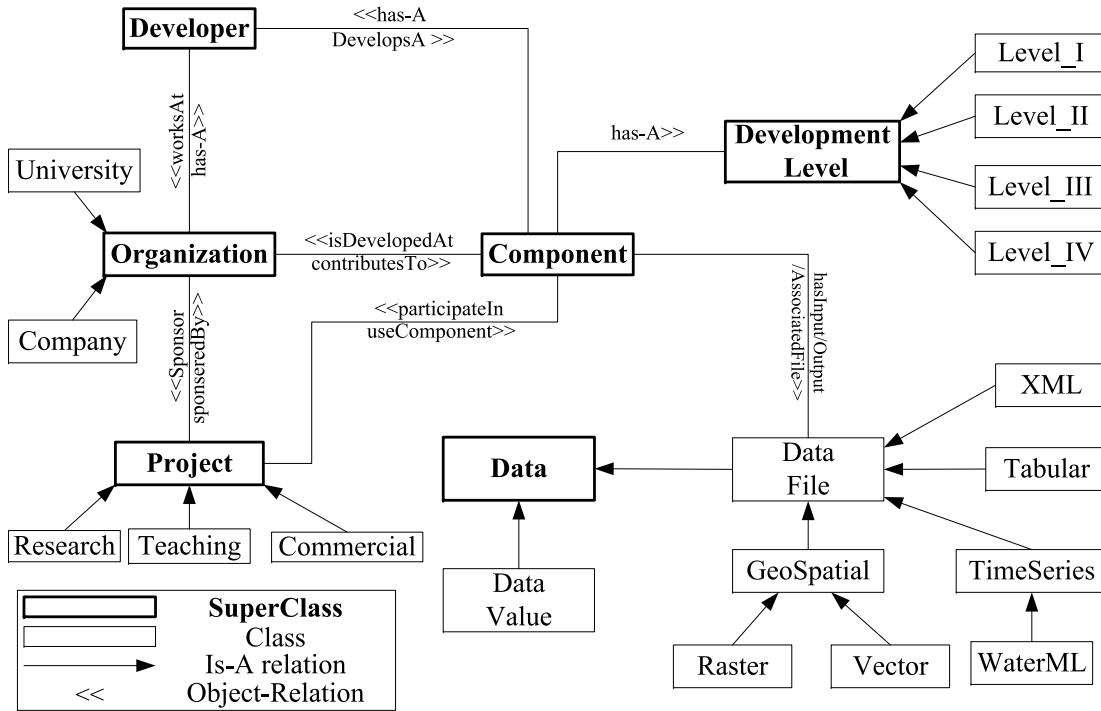 Developer
<<has-A
DevelopsA >>
<<worksAt
has-A>>
University
Organization
Company
<<isDevelopedAt
contributesTo>>
Component
has-A>>
Development
Level
Level_I
Level_II
Level_III
Level_IV
<<participateIn
useComponent>>
<<Sponsor
sponseredBy>>
hasInput/Output
/AssociatedFile>>
Project
Research
Teaching
Commercial
Data
Data
Value
Data
File
XML
Tabular
GeoSpatial
TimeSeries
Raster
Vector
WaterML
SuperClass
Class
Is-A relation
<< Object-Relation